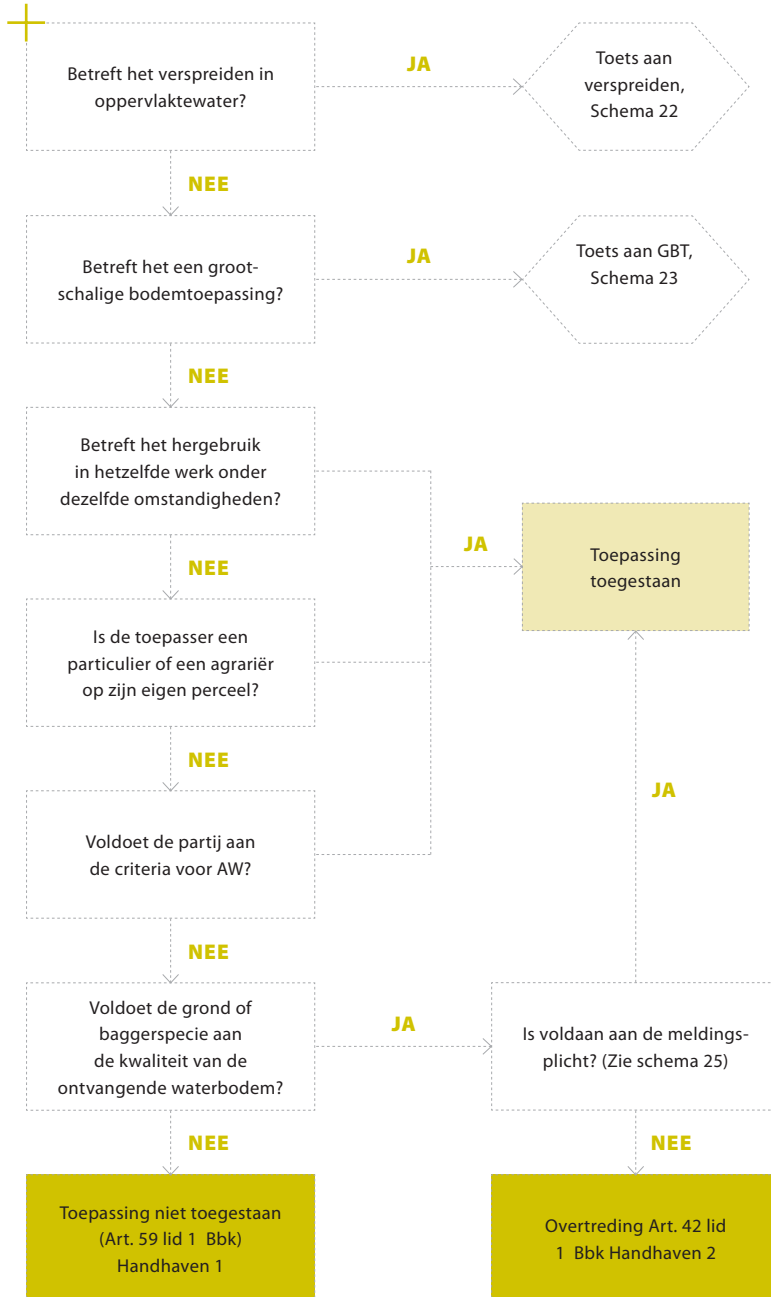 Betreft het verspreiden in
oppervlaktewater?
JA
Toets aan
verspreiden,
Schema 22
NEE
Betreft het een groot-
schalige bodemtoepassing?
JA
Toets aan GBT,
Schema 23
NEE
Betreft het hergebruik
in hetzelfde werk onder
dezelfde omstandigheden?
JA
Toepassing
toegestaan
NEE
Is de toepasser een
particulier of een agrariër
op zijn eigen perceel?
NEE
JA
Voldoet de partij aan
de criteria voor AW?
NEE
Voldoet de grond of
baggerspecie aan
de kwaliteit van de
ontvangende waterbodem?
JA
Is voldaan aan de meldings-
plicht? (Zie schema 25)
NEE
NEE
Toepassing niet toegestaan
(Art. 59 lid 1 Bbk)
Handhaven 1
Overtreding Art. 42 lid
1 Bbk Handhaven 2